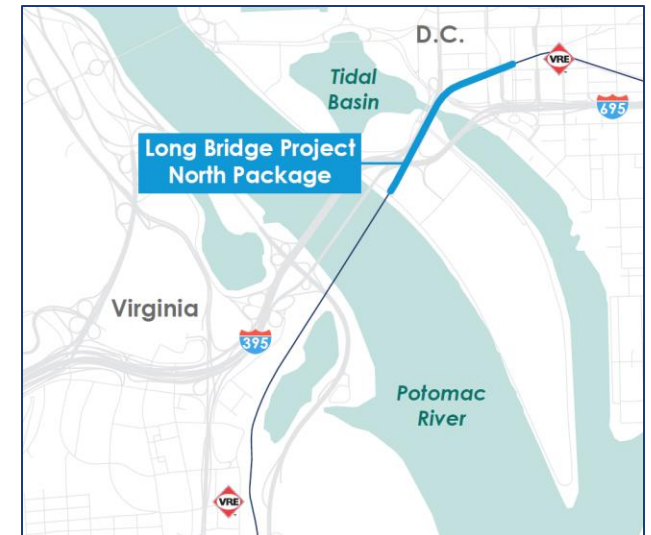 D.C.
VRE
Tidal
Basin
695
Long Bridge Project
North Package
Virginia
395
Potomac
River
VRE